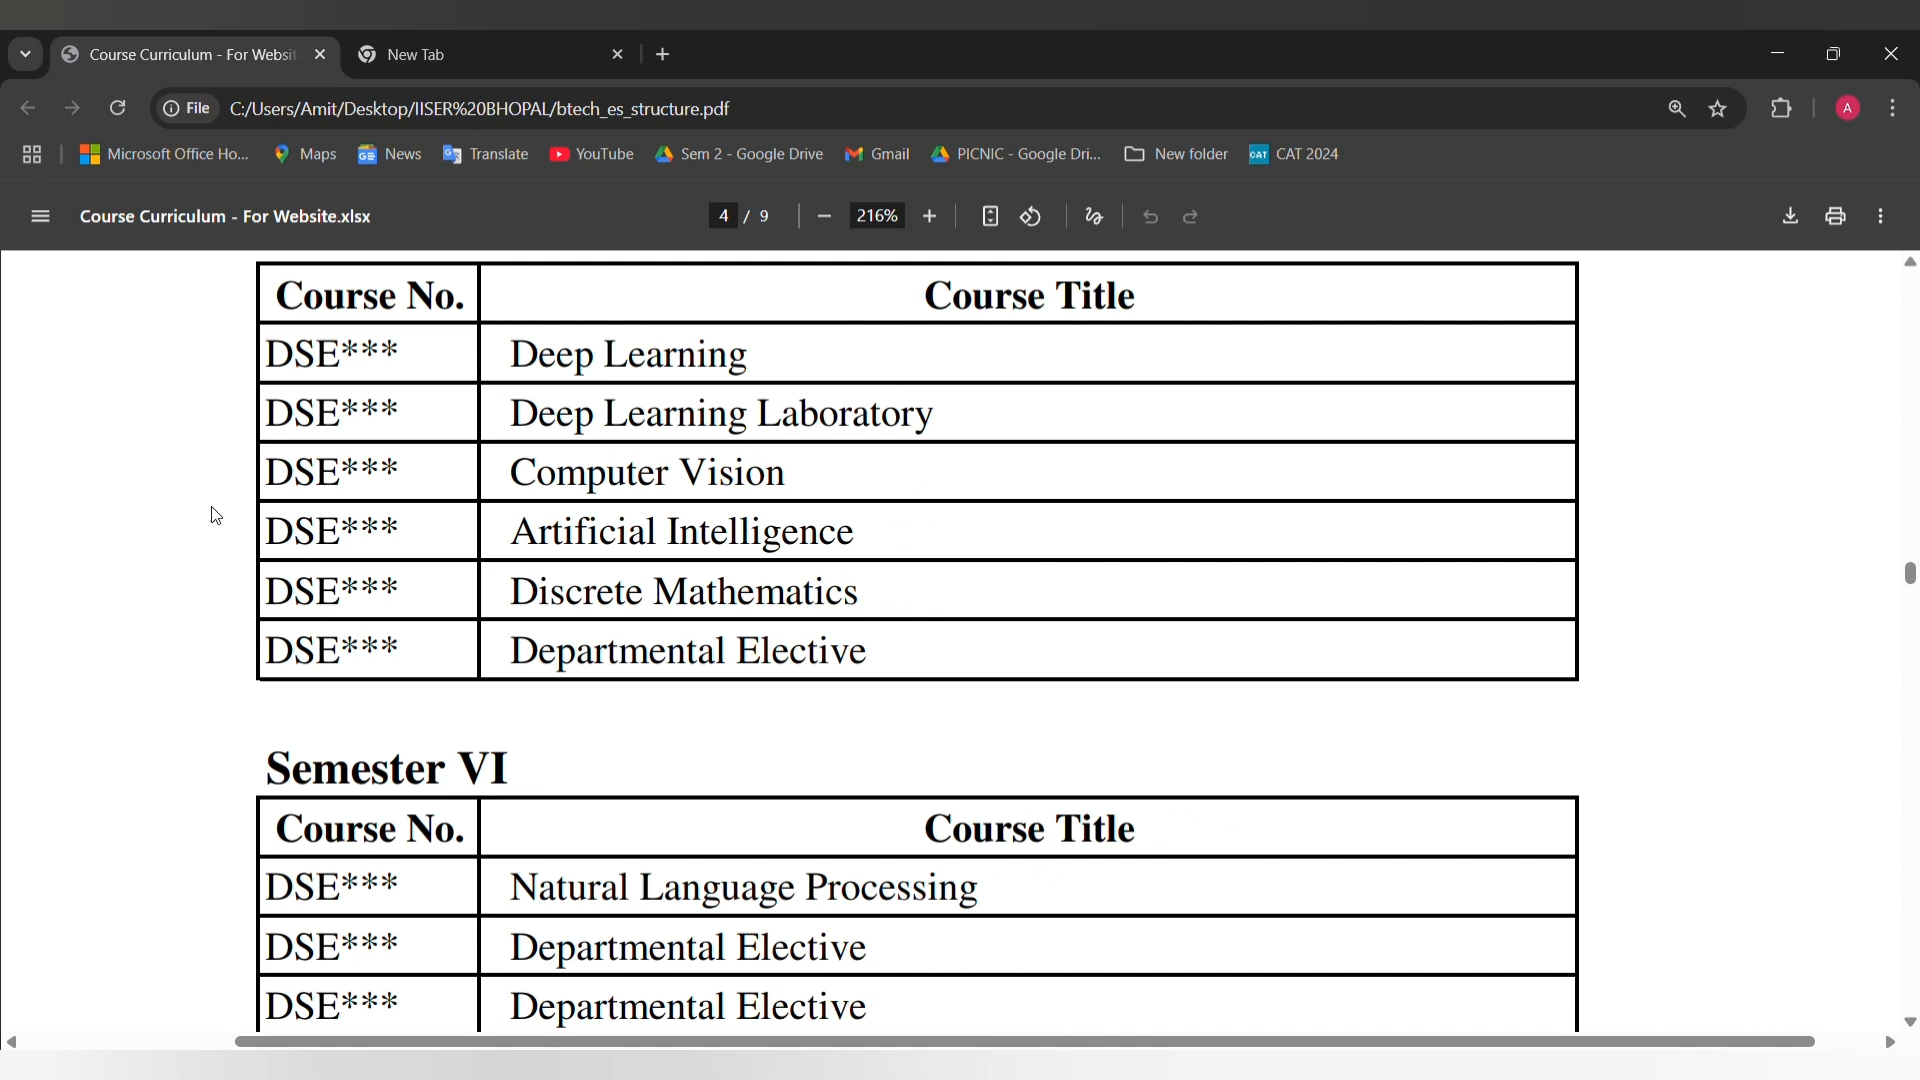 Course Curriculum - For Websit
New Tab
File
C:/Users/Amit/Desktop/IISER%20BHOPAL/btech_es_structure.pdf
A
Microsoft Office Ho...
Maps
News
Translate
YouTube
Sem 2 - Google Drive
Gmail
PICNIC - Google Dri...
New folder
CAT
CAT 2024
Course Curriculum - For Website.xlsx
4 / 9
216%
Course No. Course Title
DSE*** Deep Learning
DSE*** Deep Learning Laboratory
DSE*** Computer Vision
DSE*** Artificial Intelligence
DSE*** Discrete Mathematics
DSE*** Departmental Elective
Semester VI
Course No. Course Title
DSE*** Natural Language Processing
DSE*** Departmental Elective
DSE*** Departmental Elective